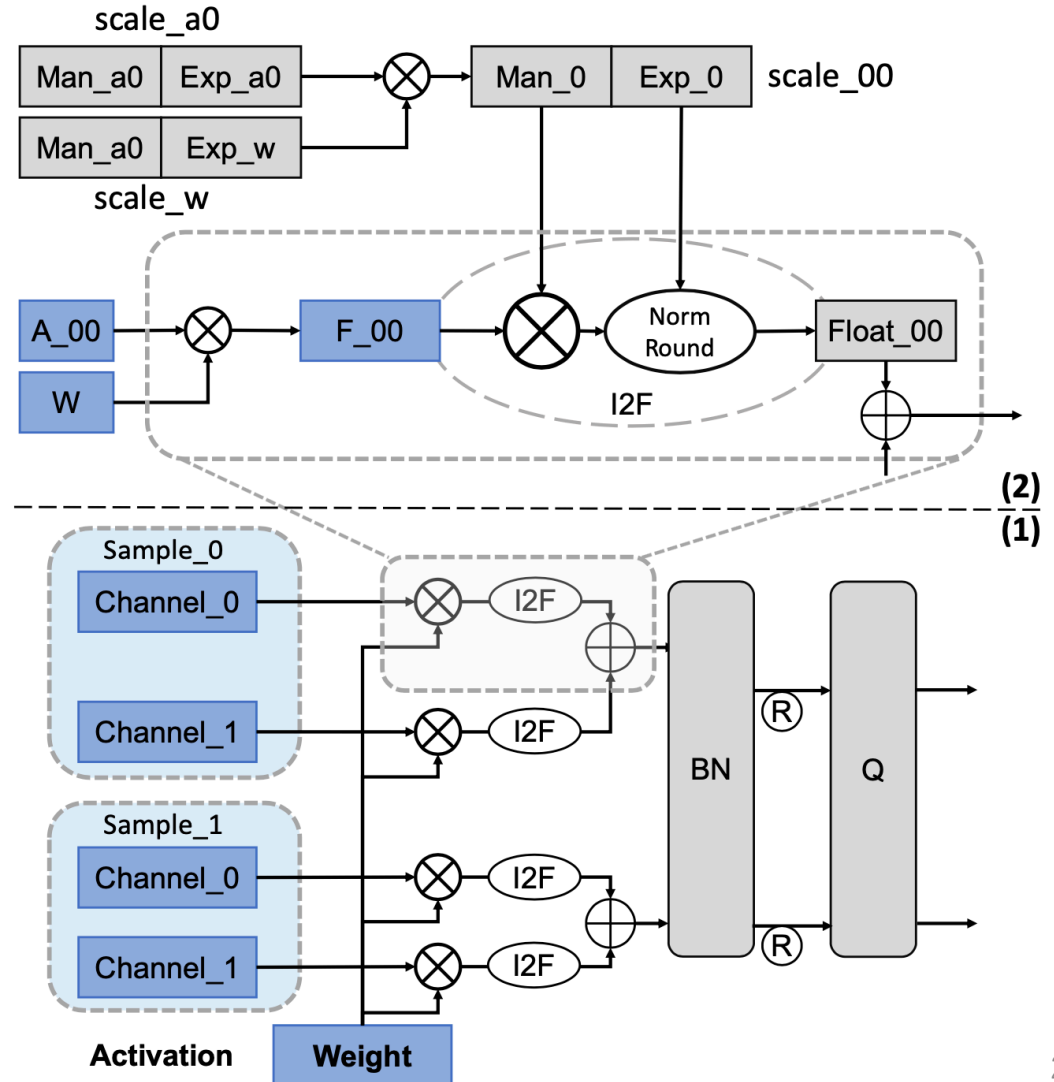 scale_a0
Man_a0 Exp_a0
Man_0 Exp_0
scale_00
Man_a0 Exp_w
scale_w
A_00
F_00
Norm
Round
Float_00
W
I2F
(2)
(1)
Sample_0
Channel_0
I2F
Channel_1
I2F
BN
R
Q
Sample_1
Channel_0
I2F
Channel_1
I2F
R
Activation
Weight